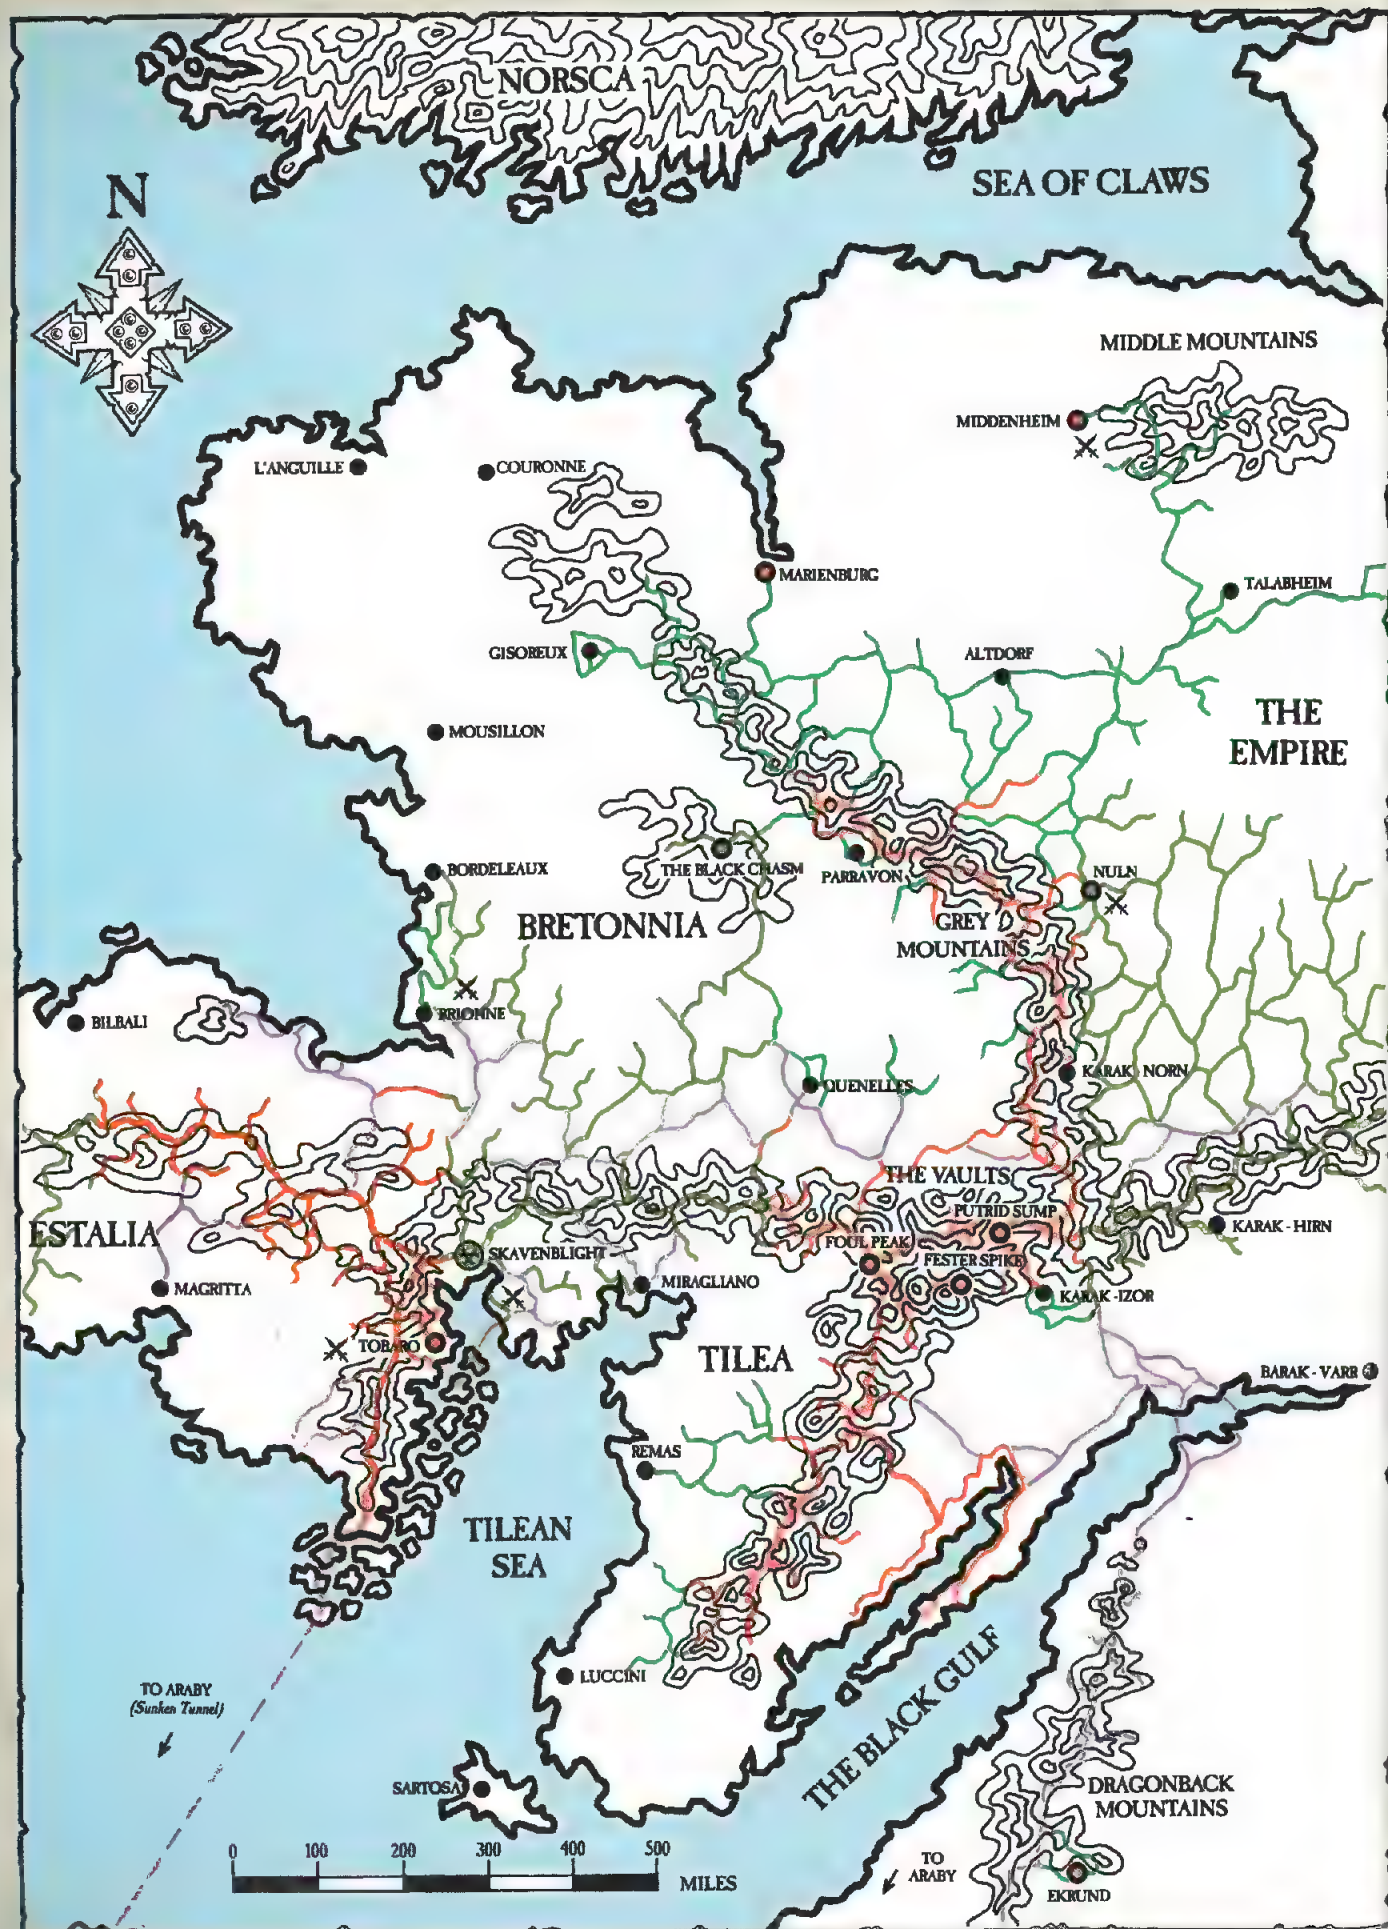 NORSCA
SEA OF CLAWS
N
MIDDLE MOUNTAINS
MIDDENHEIM
L'ANGUILLE
COURONNE
MARIENBURG
TALABHEIM
GISOREUX
ALTDORF
THE
EMPIRE
MOUSILLON
BORDELEAUX
THE BLACK CHASM
PARRAVON
NULN
BRETONNIA
GREY
MOUNTAINS
BILBALI
BRIONNE
KARAK NORN
QUENELLES
THE VAULTS
PUTRID SUMP
ESTALIA
KARAK - HIRN
FOUL PEAK
SKAVENBLIGHT
FESTER SPIKE
MAGRITTA
MIRAGLIANO
KARAK - IZOR
TOBARO
TILEA
BARAK - VARR
REMAS
TILEAN
SEA
LUCCINI
TO ARABY
(Sunken Tunnel)
THE BLACK GULF
SARTOSA
DRAGONBACK
MOUNTAINS
0 100 200 300 400 500
MILES
TO
ARABY
EKRUND